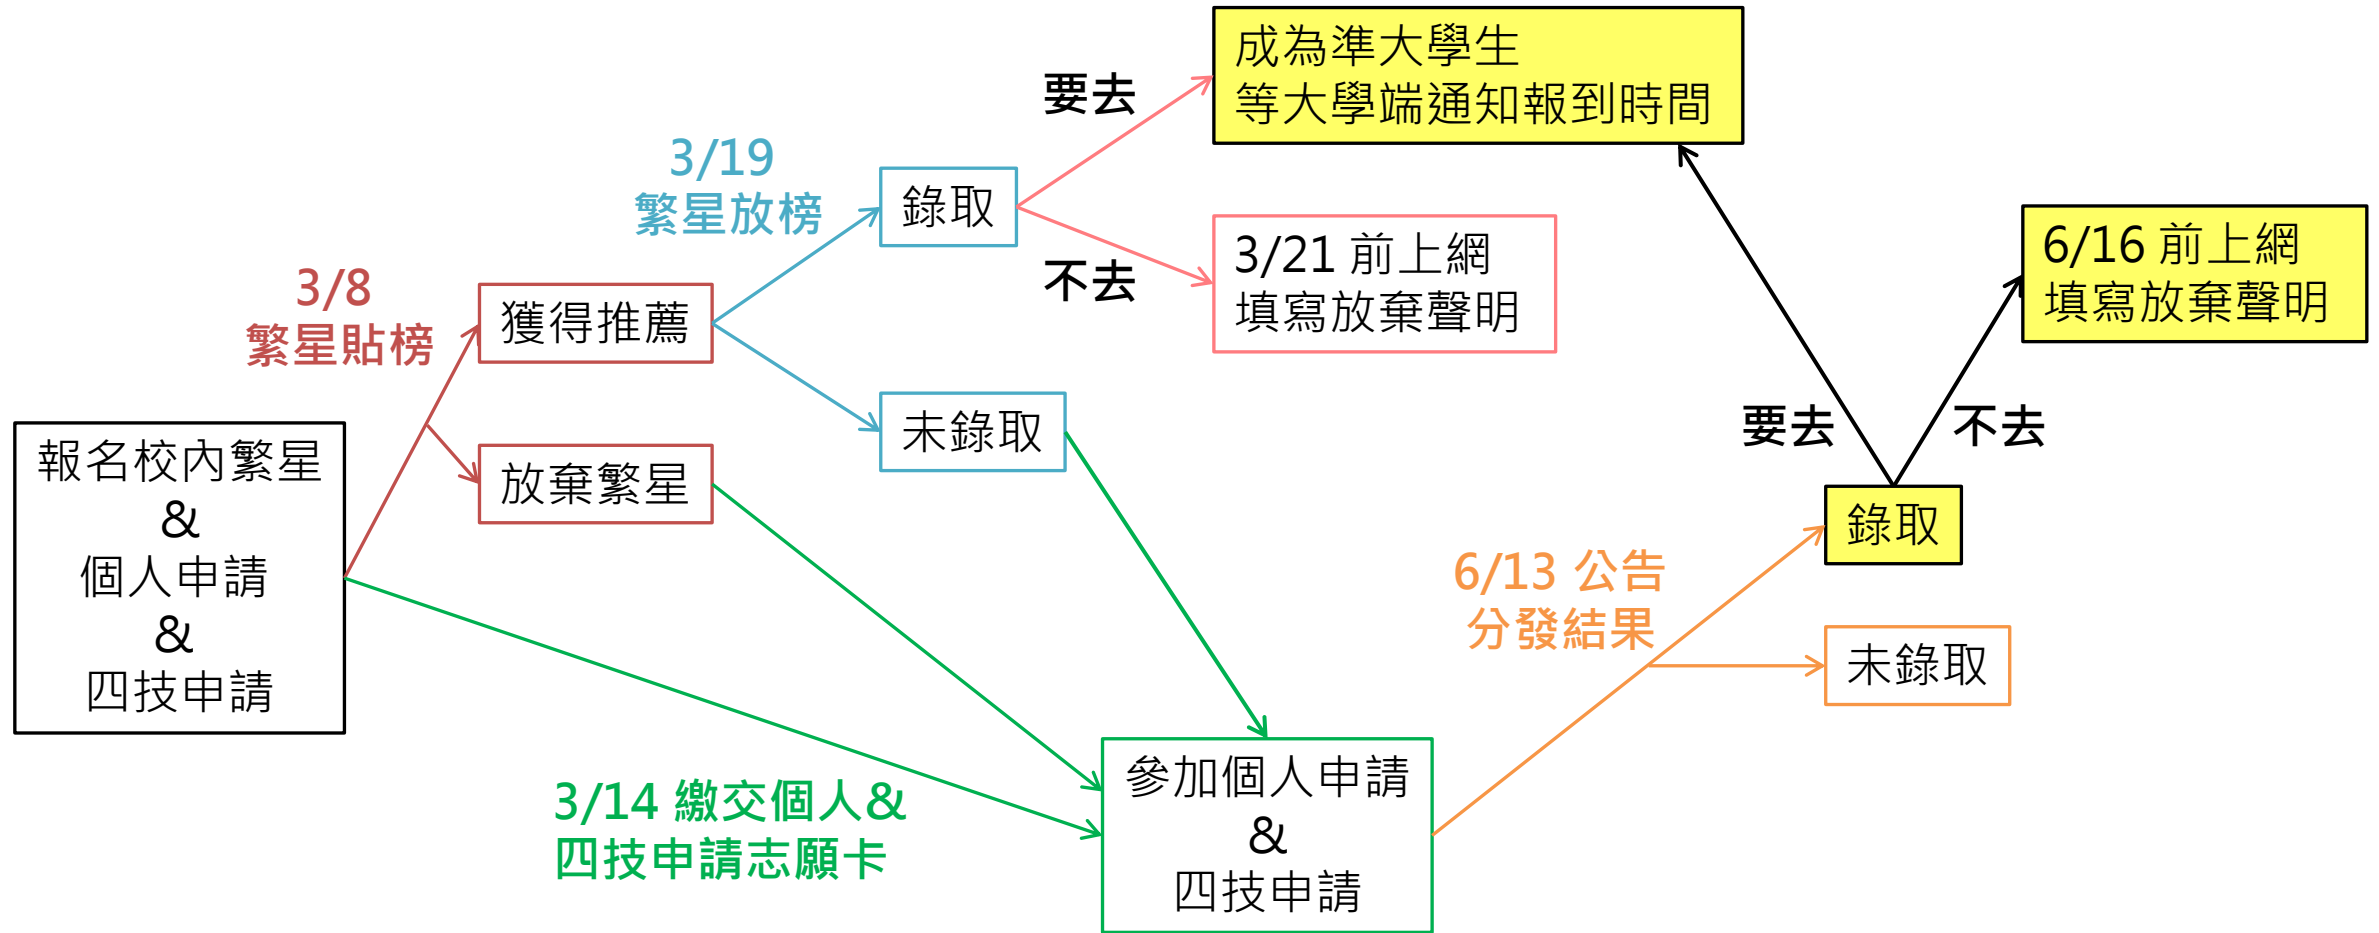 成為準大學生
等大學端通知報到時間
要去
3/19
繁星放榜
錄取
不去
3/21 前上網
填寫放棄聲明
6/16 前上網
填寫放棄聲明
3/8
繁星貼榜
獲得推薦
未錄取
要去
不去
報名校內繁星
&
個人申請
&
四技申請
放棄繁星
錄取
6/13 公告
分發結果
未錄取
3/14 繳交個人&
四技申請志願卡
參加個人申請
&
四技申請